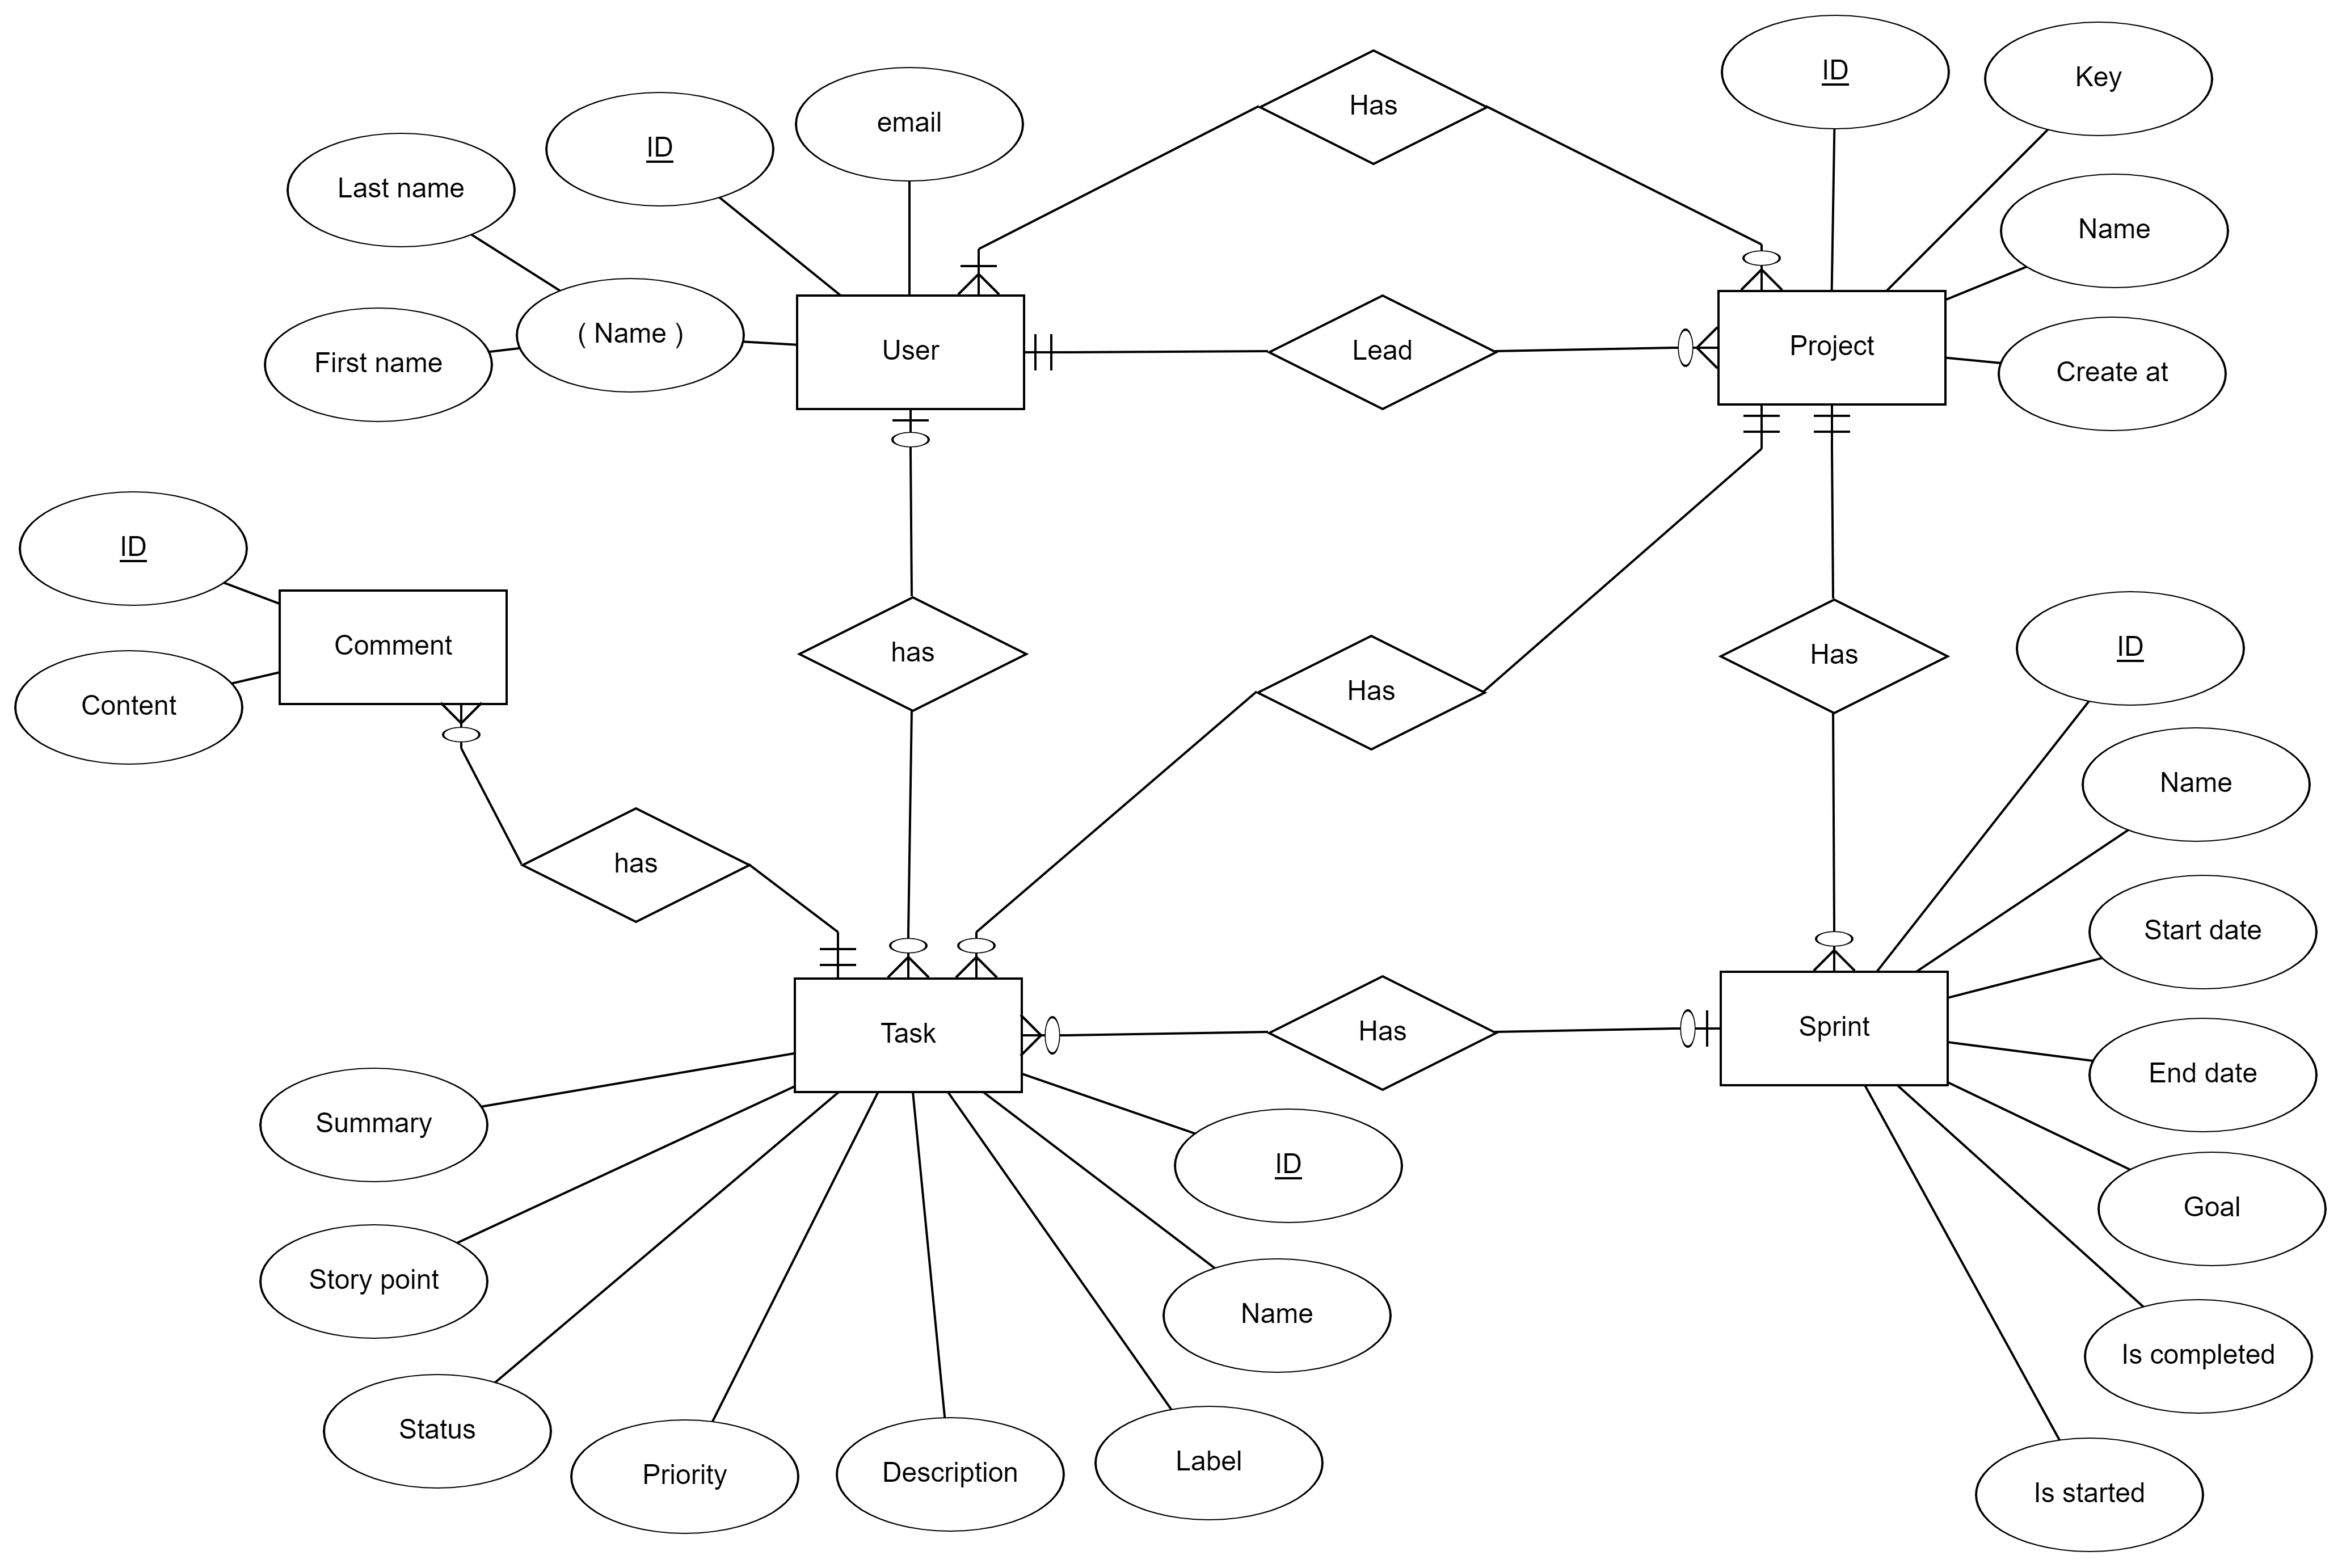 ID
Key
Has
email
ID
Last name
Name
( Name )
First name
User
Lead
Project
Create at
ID
Comment
has
Has
Has
ID
Content
Name
has
Start date
Task
Has
Sprint
End date
Summary
ID
Goal
Story point
Name
Is completed
Status
Priority
Description
Label
Is started